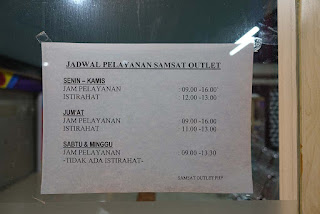 JADWAL PELAYANAN SAMSAT OUTLET
SENIN – KAMIS
JAM PELAYANAN : 09.00 -16.00
ISTIRAHAT : 12.00 -13.00
JUM'AT
JAM PELAYANAN : 09.00 -16.00
ISTIRAHAT : 11.00 -13.00
SABTU & MINGGU
JAM PELAYANAN : 09.00 -13.30
-TIDAK ADA ISTIRAHAT-
SAMSAT OUTLET